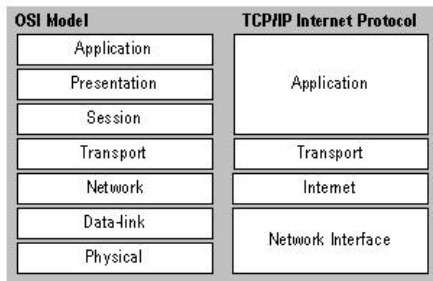 OSI Model
Application
Presentation
Session
Transport
Network
Data-link
Physical
TCP/IP Internet Protocol
Application
Transport
Internet
Network Interface